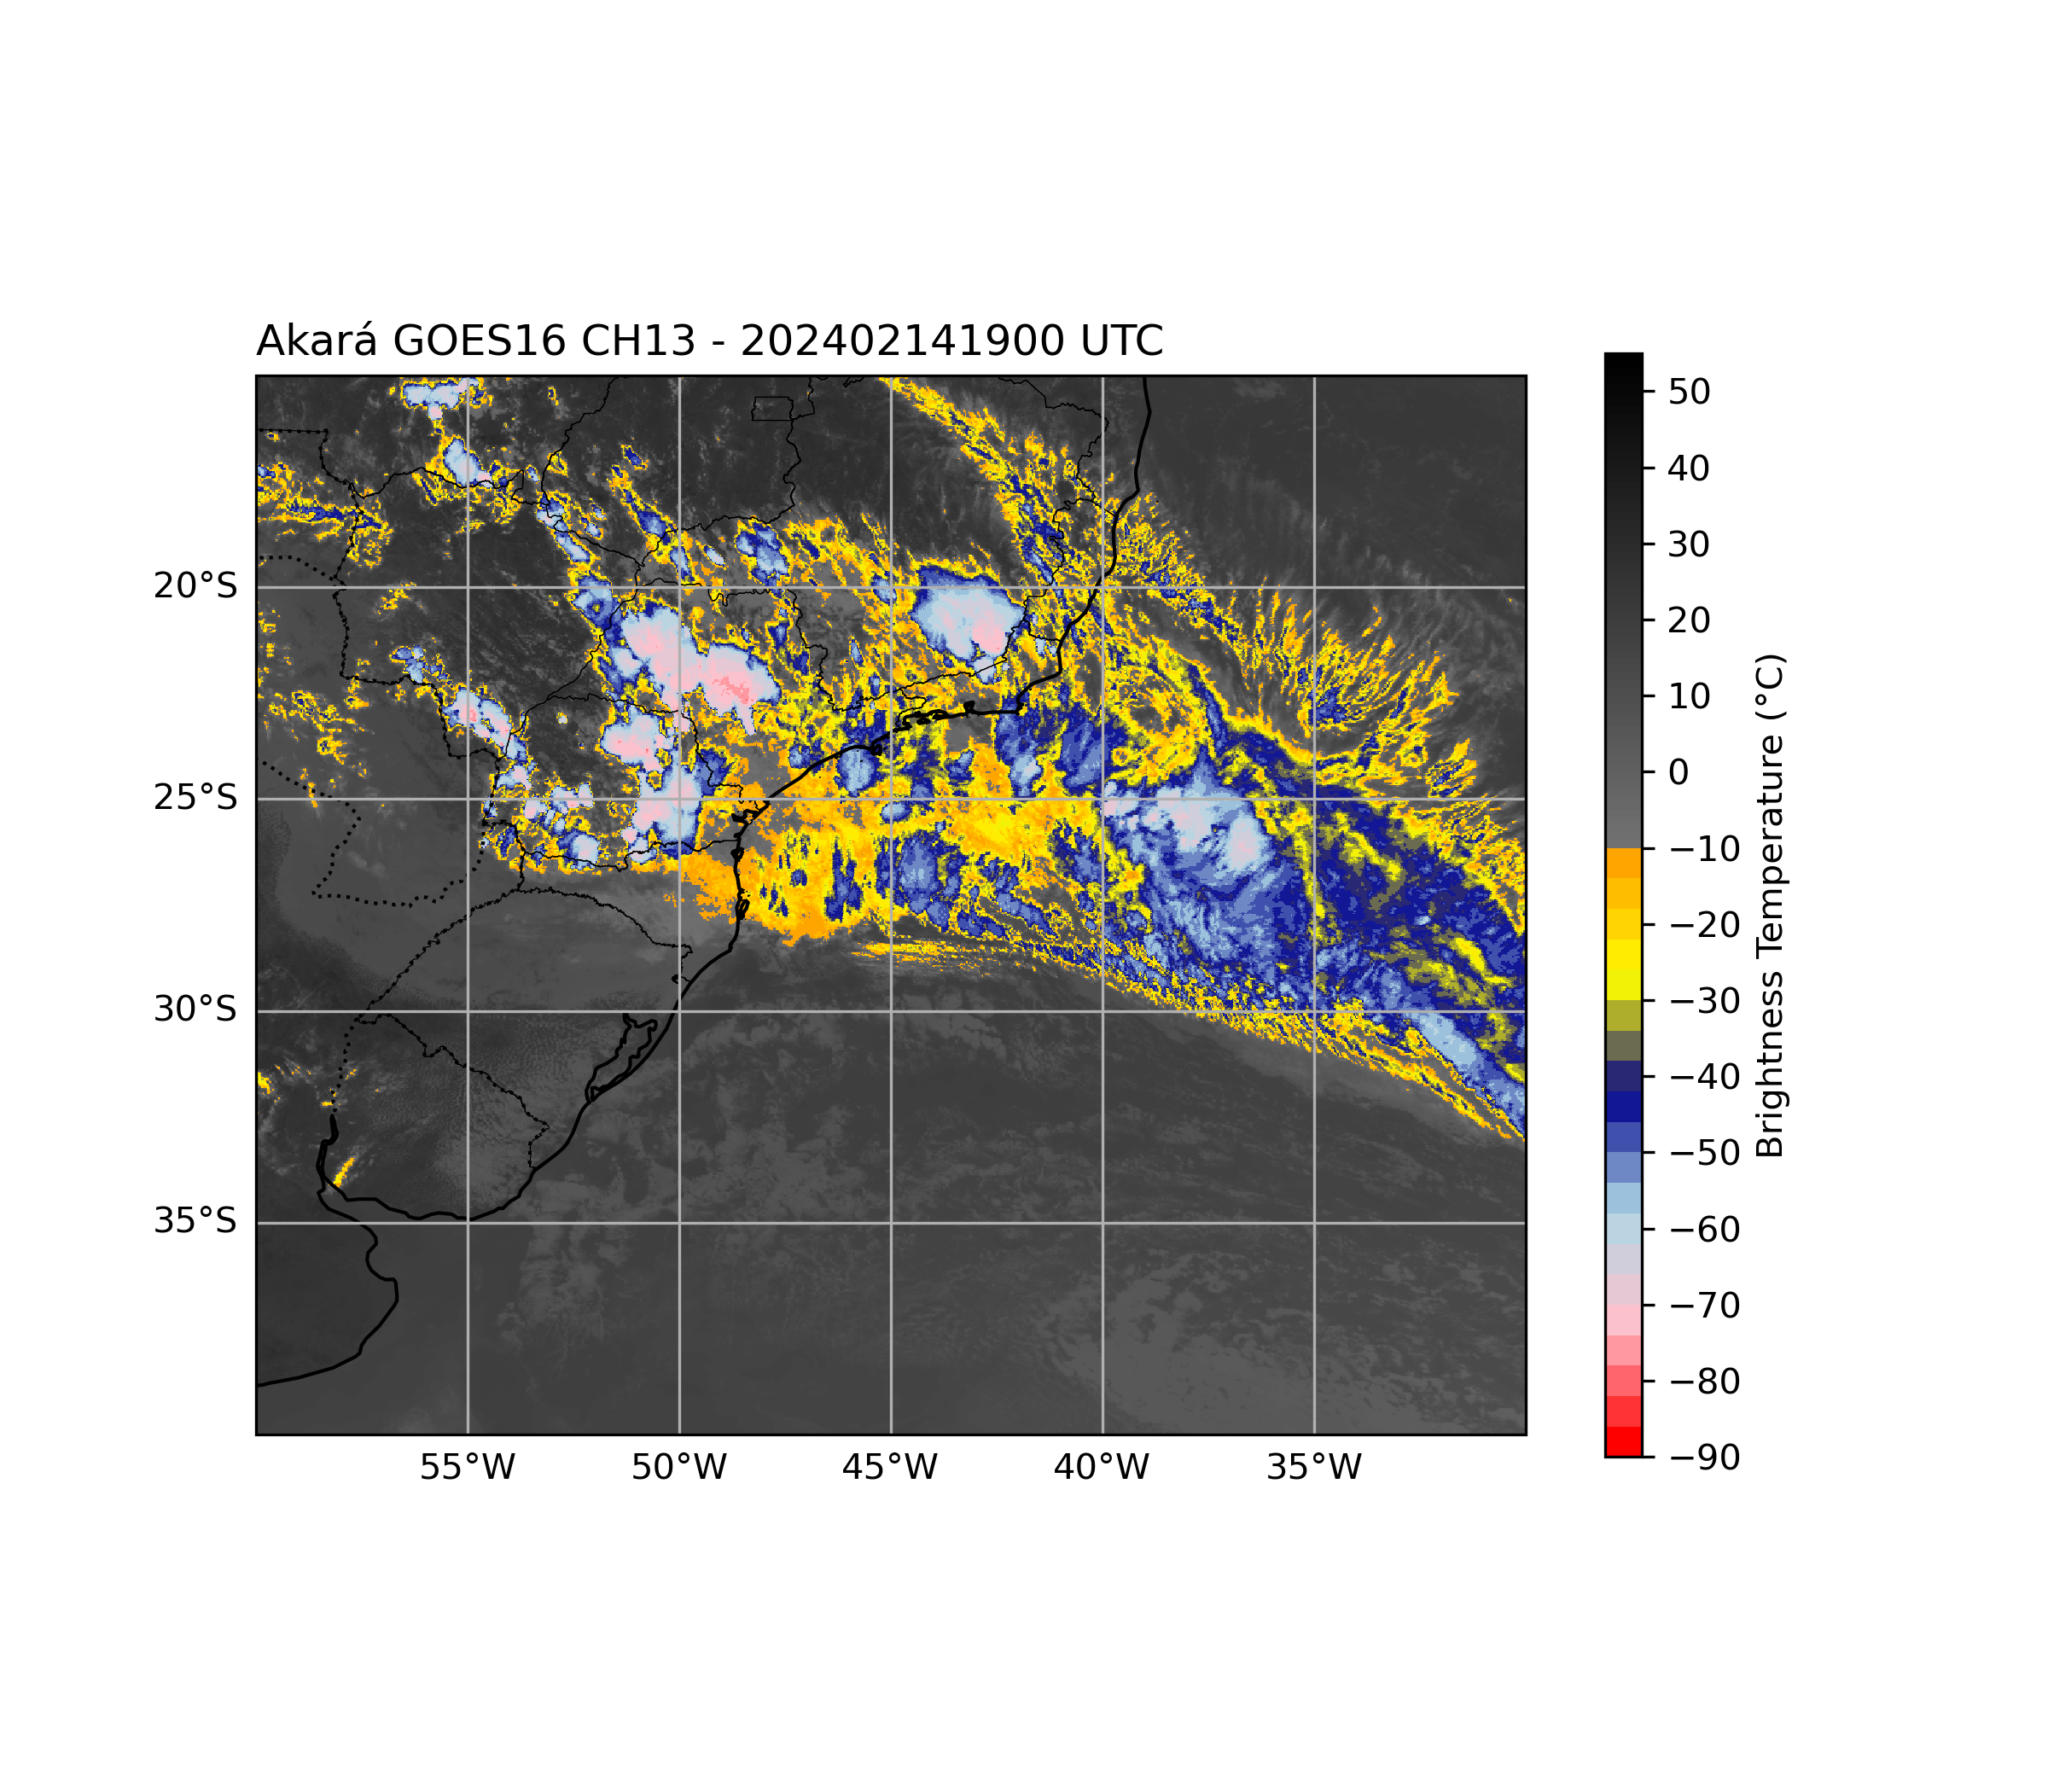 Akará GOES16 CH13 - 202402141900 UTC
20°S
25°S
30°S
35°S
55°W
50°W
45°W
40°W
35°W
50
40
30
20
10
0
−10
−20
−30
−40
−50
−60
−70
−80
−90
Brightness Temperature (°C)